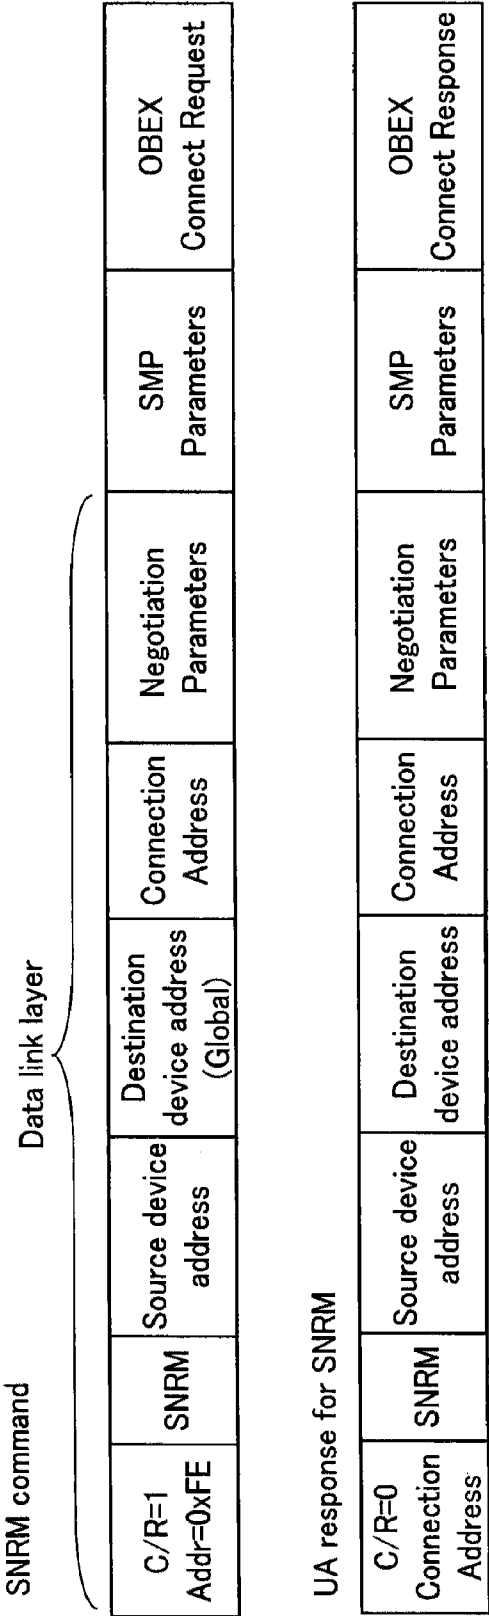 SNRM command
Data link layer
C/R=1
Addr=0xFE
SNRM
Source device
address
Destination
device address
(Global)
Connection
Address
Negotiation
Parameters
SMP
Parameters
OBEX
Connect Request
UA response for SNRM
C/R=0
Connection
Address
SNRM
Source device
address
Destination
device address
Connection
Address
Negotiation
Parameters
SMP
Parameters
OBEX
Connect Response